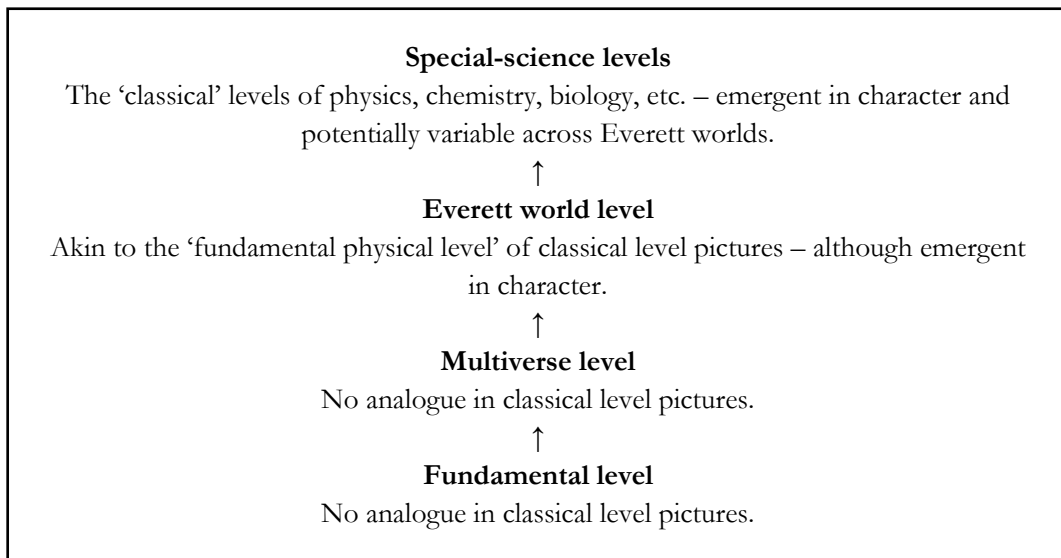 Special-science levels
The ‘classical’ levels of physics, chemistry, biology, etc. – emergent in character and
potentially variable across Everett worlds.
↑
Everett world level
Akin to the ‘fundamental physical level’ of classical level pictures – although emergent
in character.
↑
Multiverse level
No analogue in classical level pictures.
↑
Fundamental level
No analogue in classical level pictures.